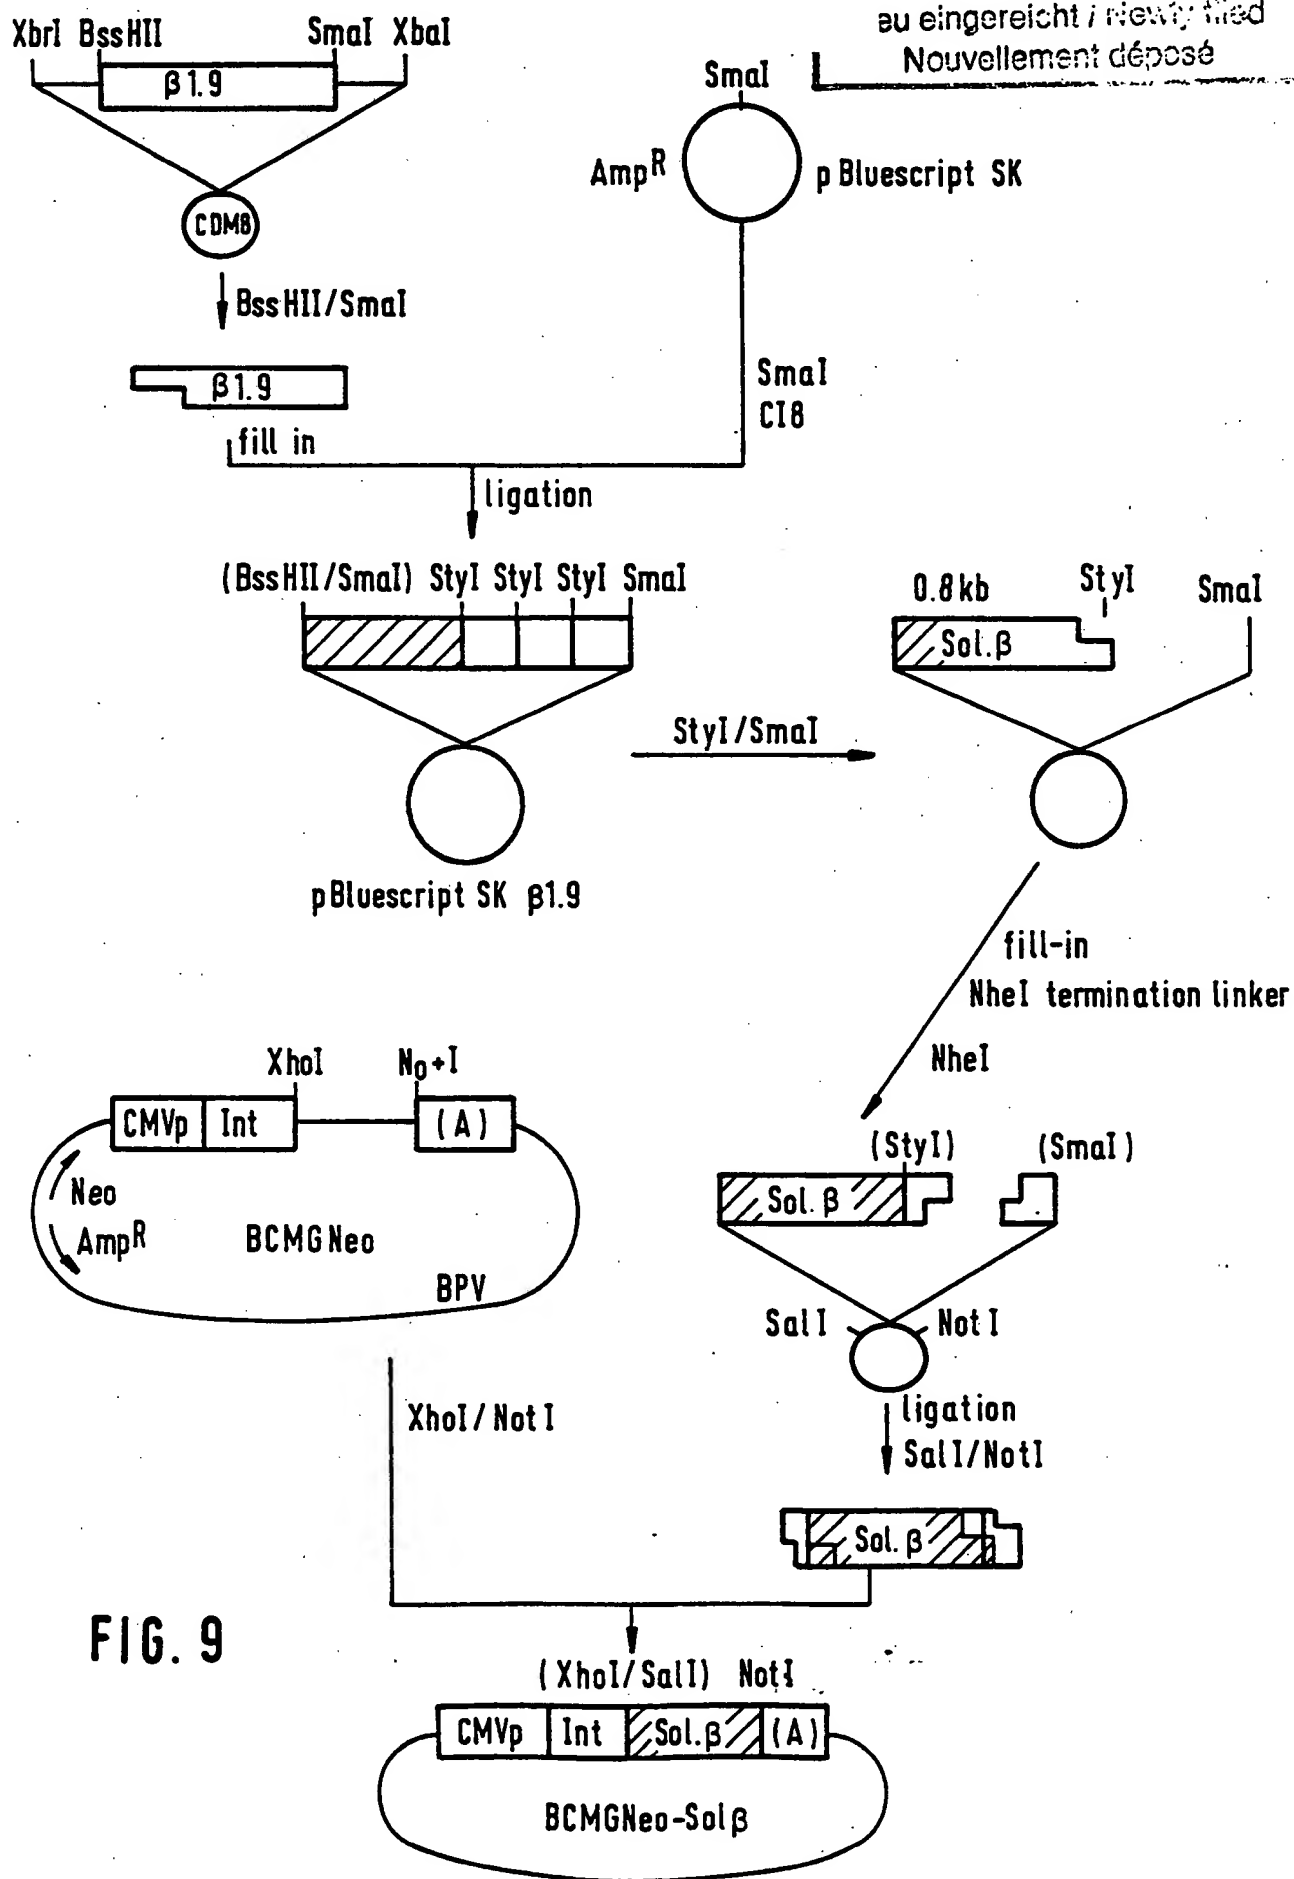 eu eingereicht / Newly filed
Nouvellement déposé
XbrI BssHII SmaI XbaI
β1.9
CDM8
SmaI
AmpR
pBluescript SK
BssHII/SmaI
β1.9
fill in
SmaI
CI8
ligation
(BssHII/SmaI) StyI StyI StyI SmaI
0.8kb StyI SmaI
Sol.β
StyI/SmaI
pBluescript SK β1.9
fill-in
NheI termination linker
NheI
XhoI No+I
CMVp Int (A)
Neo
AmpR
BCMGNeo
BPV
(StyI) (SmaI)
Sol. β
SalI NotI
XhoI/NotI
ligation
SalI/NotI
Sol. β
FIG. 9
(XhoI/SalI) NotI
CMVp Int Sol.β (A)
BCMGNeo-Solβ